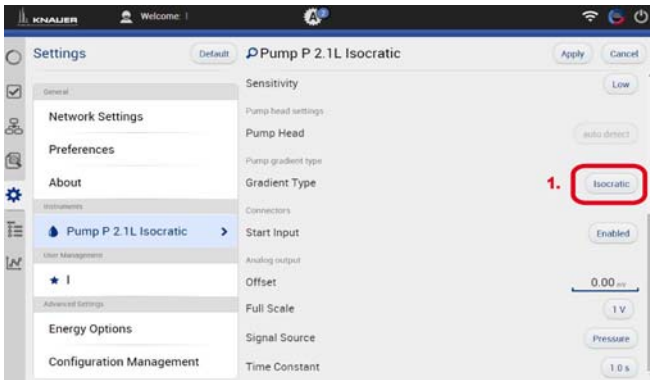 KNAUER Welcome: I
Settings Default Pump P 2.1L Isocratic Apply Cancel
General
Network Settings
Preferences
About
Instruments
Pump P 2.1L Isocratic
User Management
I
Advanced Settings
Energy Options
Configuration Management
Sensitivity Low
Pump head settings
Pump Head auto detect
Pump gradient type
Gradient Type 1. Isocratic
Connectors
Start Input Enabled
Analog output
Offset 0.00 mV
Full Scale 1 V
Signal Source Pressure
Time Constant 1.0 s